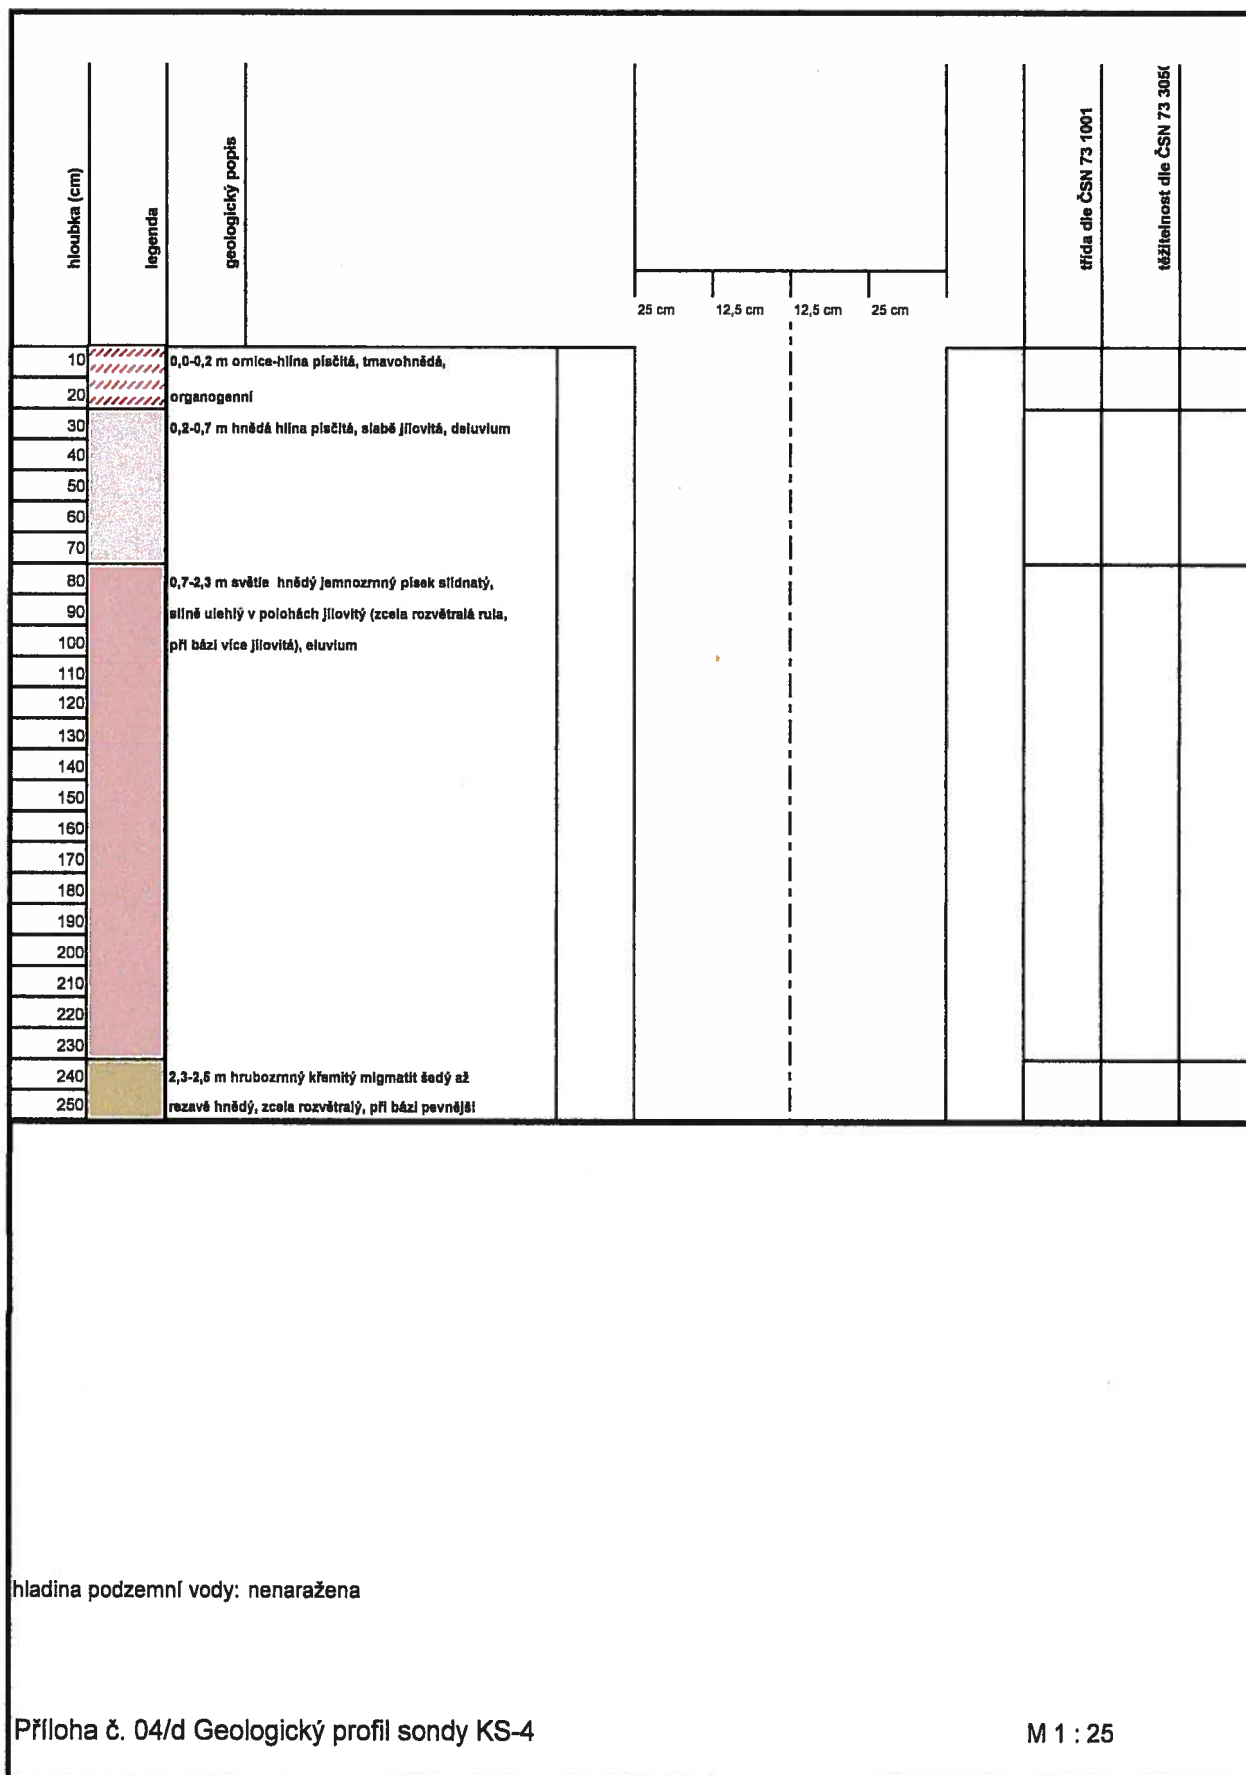 hloubka (cm)
legenda
geologický popis
třída dle ČSN 73 1001
těžitelnost dle ČSN 73 305
25 cm 12,5 cm 12,5 cm 25 cm
10 0,0-0,2 m ornice-hlína písčitá, tmavohnědá,
20 organogenní
30 0,2-0,7 m hnědá hlína písčitá, slabě jílovitá, deluvium
40
50
60
70
80 0,7-2,3 m světle hnědý jemnozrnný písek slídnatý,
90 silně ulehlý v polohách jílovitý (zcela rozvětralá rula,
100 při bázi více jílovitá), eluvium
110
120
130
140
150
160
170
180
190
200
210
220
230
240 2,3-2,5 m hrubozrnný křemitý migmatit šedý až
250 rezavě hnědý, zcela rozvětralý, při bázi pevnější
hladina podzemní vody: nenaražena
Příloha č. 04/d Geologický profil sondy KS-4 M 1 : 25